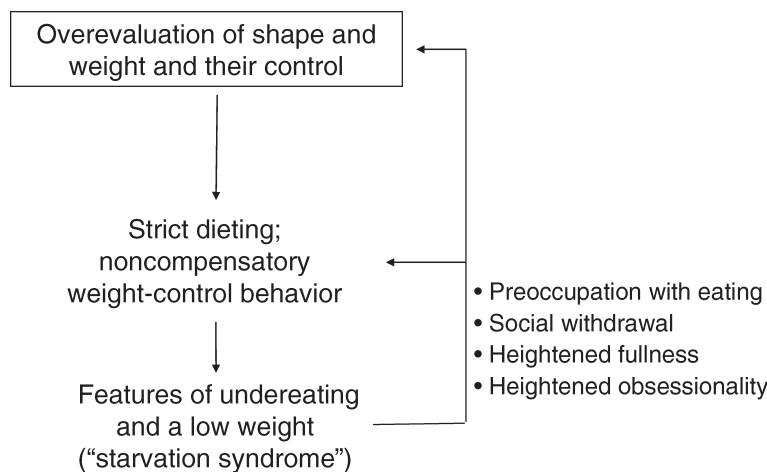 Overevaluation of shape and
weight and their control
Strict dieting;
noncompensatory
weight-control behavior
• Preoccupation with eating
• Social withdrawal
• Heightened fullness
• Heightened obsessionality
Features of undereating
and a low weight
(“starvation syndrome”)